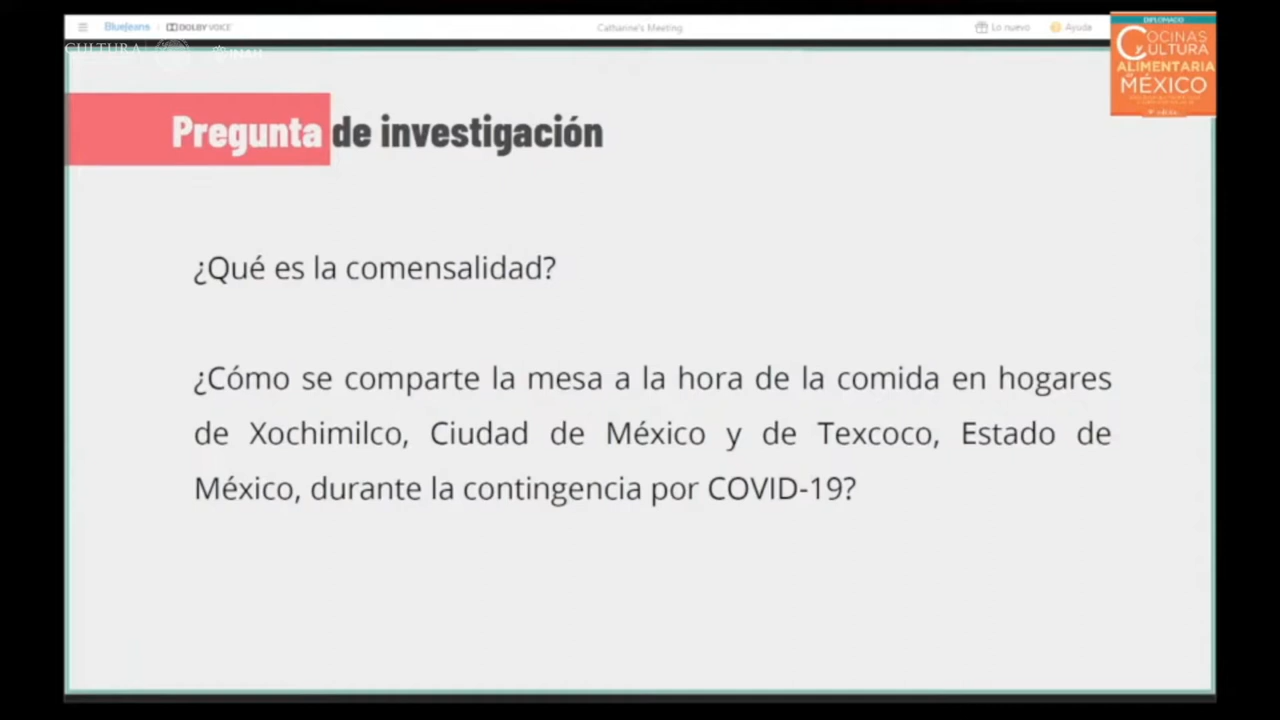 BlueJeans DOLBY VOICE Catharine's Meeting Lo nuevo Ayuda
CULTURA INAH
DIPLOMADO
COCINAS
y CULTURA
ALIMENTARIA
MÉXICO
Pregunta de investigación
¿Qué es la comensalidad?
¿Cómo se comparte la mesa a la hora de la comida en hogares
de Xochimilco, Ciudad de México y de Texcoco, Estado de
México, durante la contingencia por COVID-19?